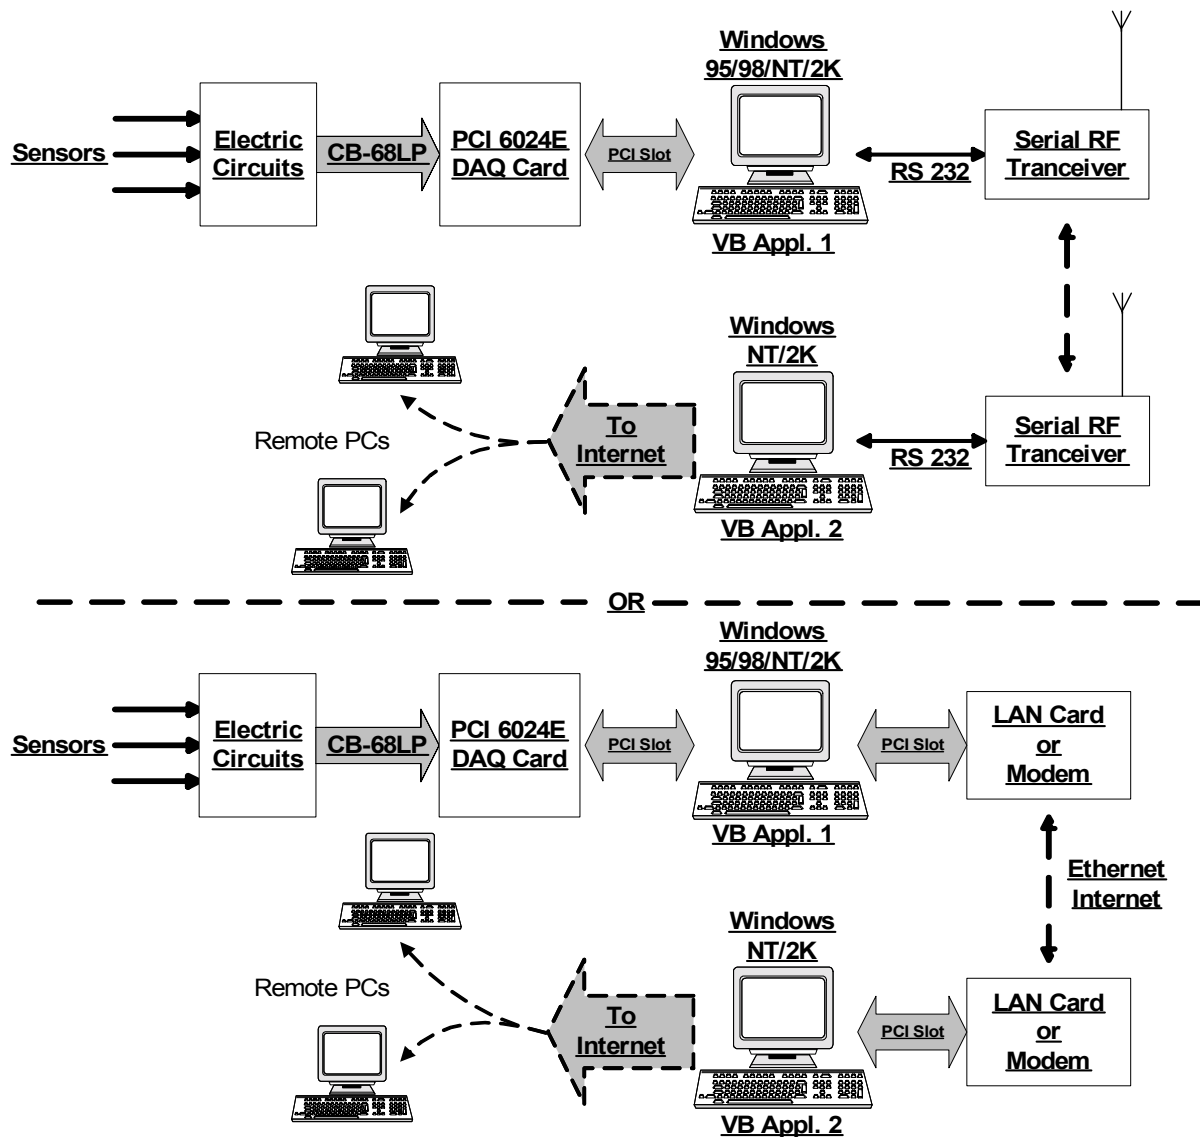 Windows
95/98/NT/2K
Sensors
Electric
Circuits
CB-68LP
PCI 6024E
DAQ Card
PCI Slot
VB Appl. 1
RS 232
Serial RF
Tranceiver
Remote PCs
To
Internet
Windows
NT/2K
VB Appl. 2
RS 232
Serial RF
Tranceiver
OR
Windows
95/98/NT/2K
Sensors
Electric
Circuits
CB-68LP
PCI 6024E
DAQ Card
PCI Slot
VB Appl. 1
PCI Slot
LAN Card
or
Modem
Ethernet
Internet
Remote PCs
To
Internet
Windows
NT/2K
VB Appl. 2
PCI Slot
LAN Card
or
Modem